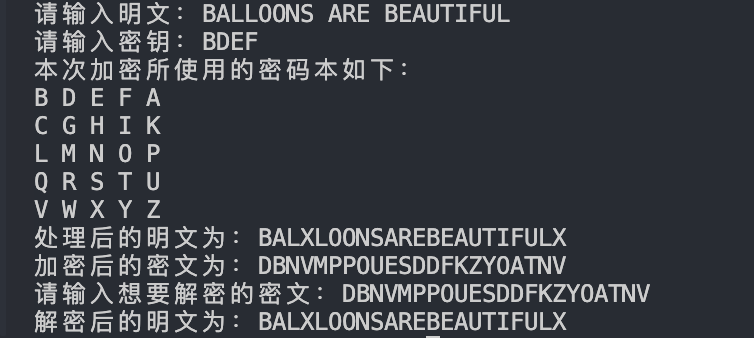 请输入明文: BALLOONS ARE BEAUTIFUL
请输入密钥: BDEF
本次加密所使用的密码本如下:
B D E F A
C G H I K
L M N O P
Q R S T U
V W X Y Z
处理后的明文为: BALXLOONSAREBEAUTIFULX
加密后的密文为: DBNVMPPOUESDDFKZYOATNV
请输入想要解密的密文: DBNVMPPOUESDDFKZYOATNV
解密后的明文为: BALXLOONSAREBEAUTIFULX